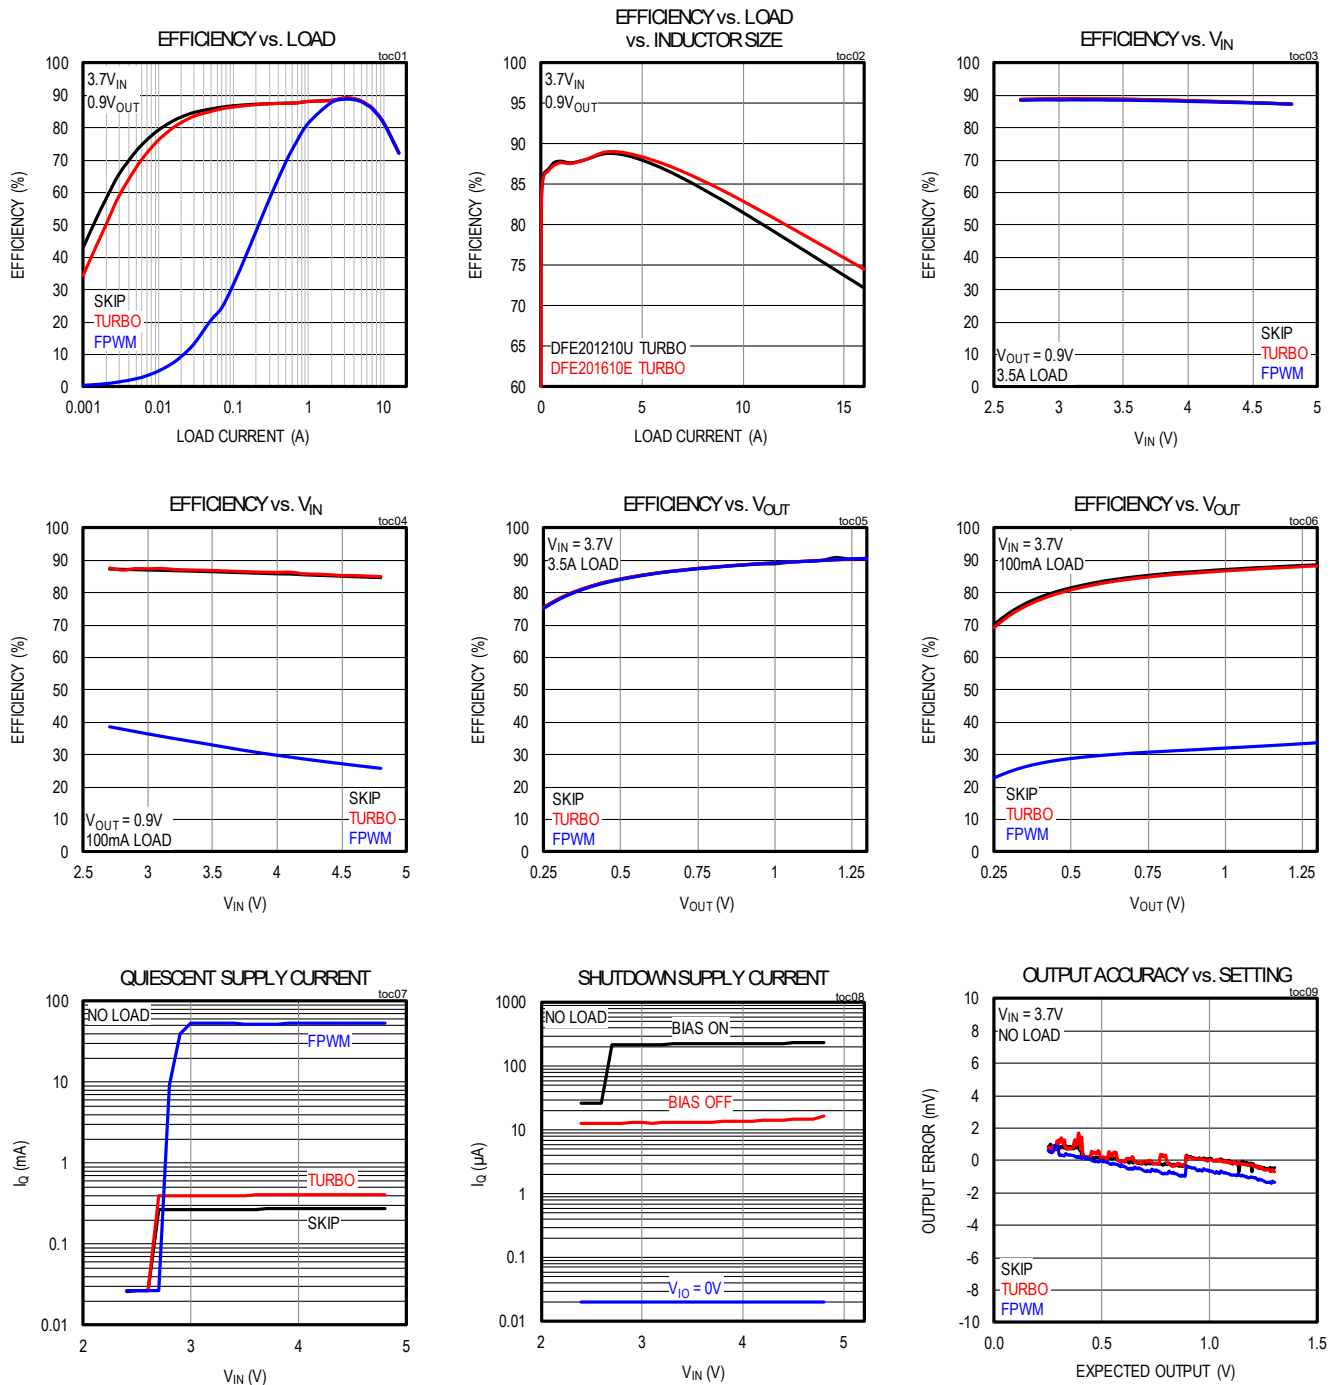 EFFICIENCY vs. LOAD
toc01
3.7VIN
0.9VOUT
100
90
80
70
60
50
40
30
20
10
0
EFFICIENCY (%)
SKIP
TURBO
FPWM
0.001 0.01 0.1 1 10
LOAD CURRENT (A)
EFFICIENCY vs. LOAD
vs. INDUCTOR SIZE
toc02
3.7VIN
0.9VOUT
100
95
90
85
80
75
70
65
60
EFFICIENCY (%)
DFE201210U TURBO
DFE201610E TURBO
0 5 10 15
LOAD CURRENT (A)
EFFICIENCY vs. VIN
toc03
100
90
80
70
60
50
40
30
20
10
0
EFFICIENCY (%)
VOUT = 0.9V
3.5A LOAD
SKIP
TURBO
FPWM
2.5 3 3.5 4 4.5 5
VIN (V)
EFFICIENCY vs. VIN
toc04
100
90
80
70
60
50
40
30
20
10
0
EFFICIENCY (%)
VOUT = 0.9V
100mA LOAD
SKIP
TURBO
FPWM
2.5 3 3.5 4 4.5 5
VIN (V)
EFFICIENCY vs. VOUT
toc05
VIN = 3.7V
3.5A LOAD
100
90
80
70
60
50
40
30
20
10
0
EFFICIENCY (%)
SKIP
TURBO
FPWM
0.25 0.5 0.75 1 1.25
VOUT (V)
EFFICIENCY vs. VOUT
toc06
VIN = 3.7V
100mA LOAD
100
90
80
70
60
50
40
30
20
10
0
EFFICIENCY (%)
SKIP
TURBO
FPWM
0.25 0.5 0.75 1 1.25
VOUT (V)
QUIESCENT SUPPLY CURRENT
toc07
NO LOAD
100
10
1
0.1
0.01
IQ (mA)
FPWM
TURBO
SKIP
2 3 4 5
VIN (V)
SHUTDOWN SUPPLY CURRENT
toc08
NO LOAD
1000
100
10
1
0.1
0.01
IQ (µA)
BIAS ON
BIAS OFF
VIO = 0V
2 3 4 5
VIN (V)
OUTPUT ACCURACY vs. SETTING
toc09
VIN = 3.7V
NO LOAD
10
8
6
4
2
0
-2
-4
-6
-8
-10
OUTPUT ERROR (mV)
SKIP
TURBO
FPWM
0.0 0.5 1.0 1.5
EXPECTED OUTPUT (V)